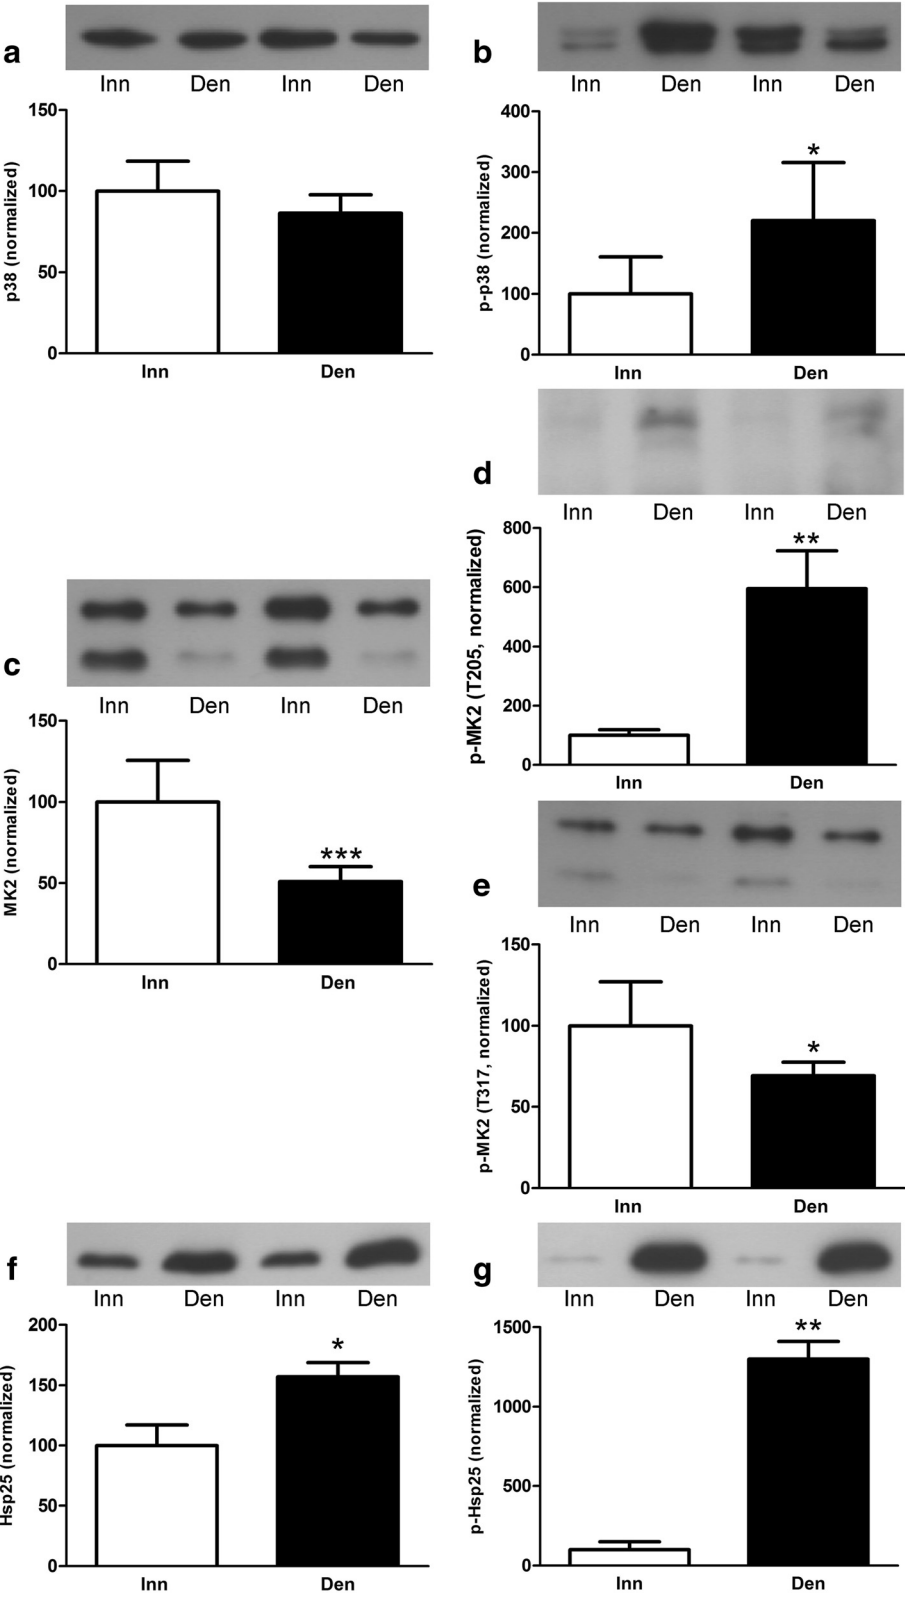 a
Inn Den Inn Den
p38 (normalized)
150
100
50
0
Inn Den
b
Inn Den Inn Den
p-p38 (normalized)
400
300
200
100
0
*
Inn Den
c
Inn Den Inn Den
MK2 (normalized)
150
100
50
0
***
Inn Den
d
Inn Den Inn Den
p-MK2 (T205, normalized)
800
600
400
200
0
**
Inn Den
e
Inn Den Inn Den
p-MK2 (T317, normalized)
150
100
50
0
*
Inn Den
f
Inn Den Inn Den
Hsp25 (normalized)
200
150
100
50
0
*
Inn Den
g
Inn Den Inn Den
p-Hsp25 (normalized)
1500
1000
500
0
**
Inn Den